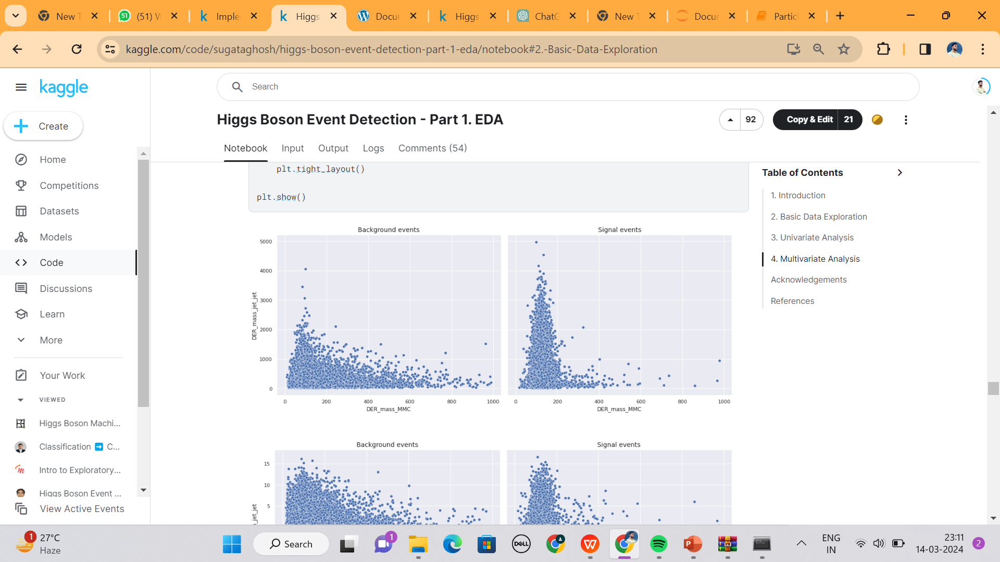 New T
(51) W
Imple
Higgs
Docum
Higgs
ChatG
New T
Docum
Particl
kaggle.com/code/sugataghosh/higgs-boson-event-detection-part-1-eda/notebook#2.-Basic-Data-Exploration
kaggle
Search
Create
Higgs Boson Event Detection - Part 1. EDA
92
Copy & Edit 21
Notebook Input Output Logs Comments (54)
Home
Competitions
Datasets
Models
Code
Discussions
Learn
More
Your Work
VIEWED
Higgs Boson Machi...
Classification ➡ C...
Intro to Exploratory...
Higgs Boson Event ...
View Active Events
plt.tight_layout()
plt.show()
Background events
5000
4000
3000
2000
1000
0
DER_mass_jet_jet
0 200 400 600 800 1000
DER_mass_MMC
Signal events
0 200 400 600 800 1000
DER_mass_MMC
Background events
15
10
5
_jet_jet
Signal events
Table of Contents
1. Introduction
2. Basic Data Exploration
3. Univariate Analysis
4. Multivariate Analysis
Acknowledgements
References
1
27°C
Haze
Search
1
DELL
ENG
IN
23:11
14-03-2024
2